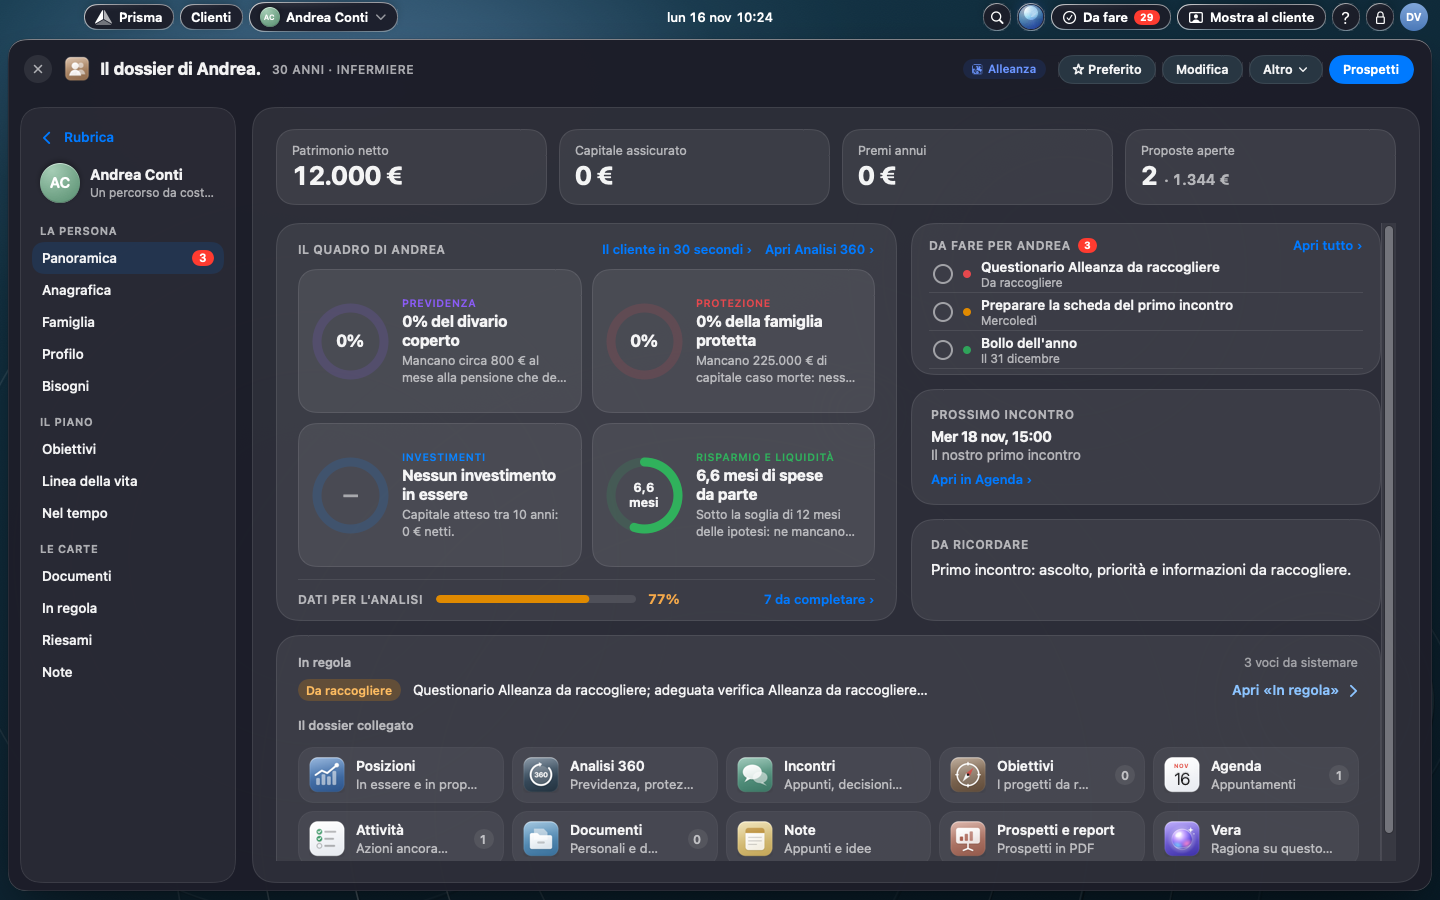 Prisma
Clienti
AC Andrea Conti
lun 16 nov 10:24
Da fare 29
Mostra al cliente
?
DV
Il dossier di Andrea.
30 ANNI · INFERMIERE
Alleanza
Preferito
Modifica
Altro
Prospetti
Rubrica
AC
Andrea Conti
Un percorso da cost...
LA PERSONA
Panoramica 3
Anagrafica
Famiglia
Profilo
Bisogni
IL PIANO
Obiettivi
Linea della vita
Nel tempo
LE CARTE
Documenti
In regola
Riesami
Note
Patrimonio netto
12.000 €
Capitale assicurato
0 €
Premi annui
0 €
Proposte aperte
2 · 1.344 €
IL QUADRO DI ANDREA
Il cliente in 30 secondi ›
Apri Analisi 360 ›
0%
PREVIDENZA
0% del divario
coperto
Mancano circa 800 € al
mese alla pensione che de...
0%
PROTEZIONE
0% della famiglia
protetta
Mancano 225.000 € di
capitale caso morte: ness...
–
INVESTIMENTI
Nessun investimento
in essere
Capitale atteso tra 10 anni:
0 € netti.
6,6
mesi
RISPARMIO E LIQUIDITÀ
6,6 mesi di spese
da parte
Sotto la soglia di 12 mesi
delle ipotesi: ne mancano...
DATI PER L'ANALISI
77%
7 da completare ›
DA FARE PER ANDREA 3
Apri tutto ›
Questionario Alleanza da raccogliere
Da raccogliere
Preparare la scheda del primo incontro
Mercoledì
Bollo dell'anno
Il 31 dicembre
PROSSIMO INCONTRO
Mer 18 nov, 15:00
Il nostro primo incontro
Apri in Agenda ›
DA RICORDARE
Primo incontro: ascolto, priorità e informazioni da raccogliere.
In regola
3 voci da sistemare
Da raccogliere
Questionario Alleanza da raccogliere; adeguata verifica Alleanza da raccogliere...
Apri «In regola»
Il dossier collegato
Posizioni
In essere e in prop...
360
Analisi 360
Previdenza, protez...
Incontri
Appunti, decisioni...
Obiettivi
I progetti da r...
0
NOV
16
Agenda
Appuntamenti
1
Attività
Azioni ancora...
1
Documenti
Personali e d...
0
Note
Appunti e idee
Prospetti e report
Prospetti in PDF
Vera
Ragiona su questo...